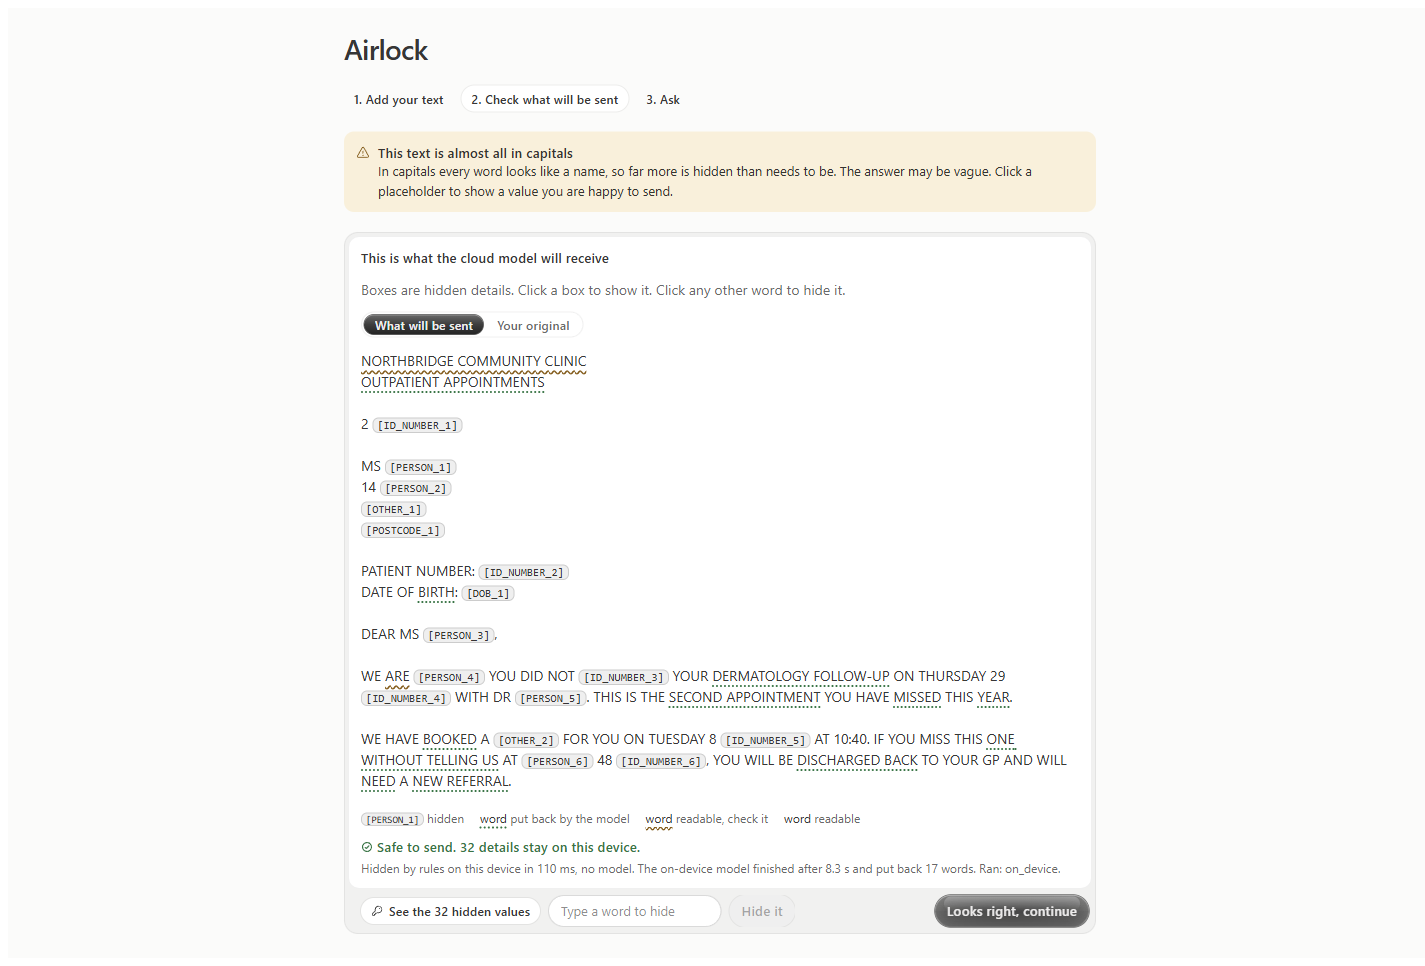 Airlock
1. Add your text
2. Check what will be sent
3. Ask
This text is almost all in capitals
In capitals every word looks like a name, so far more is hidden than needs to be. The answer may be vague. Click a
placeholder to show a value you are happy to send.
This is what the cloud model will receive
Boxes are hidden details. Click a box to show it. Click any other word to hide it.
What will be sent
Your original
NORTHBRIDGE COMMUNITY CLINIC
OUTPATIENT APPOINTMENTS
2 [ID_NUMBER_1]
MS [PERSON_1]
14 [PERSON_2]
[OTHER_1]
[POSTCODE_1]
PATIENT NUMBER: [ID_NUMBER_2]
DATE OF BIRTH: [DOB_1]
DEAR MS [PERSON_3],
WE ARE [PERSON_4] YOU DID NOT [ID_NUMBER_3] YOUR DERMATOLOGY FOLLOW-UP ON THURSDAY 29
[ID_NUMBER_4] WITH DR [PERSON_5]. THIS IS THE SECOND APPOINTMENT YOU HAVE MISSED THIS YEAR.
WE HAVE BOOKED A [OTHER_2] FOR YOU ON TUESDAY 8 [ID_NUMBER_5] AT 10:40. IF YOU MISS THIS ONE
WITHOUT TELLING US AT [PERSON_6] 48 [ID_NUMBER_6], YOU WILL BE DISCHARGED BACK TO YOUR GP AND WILL
NEED A NEW REFERRAL.
[PERSON_1] hidden word put back by the model word readable, check it word readable
Safe to send. 32 details stay on this device.
Hidden by rules on this device in 110 ms, no model. The on-device model finished after 8.3 s and put back 17 words. Ran: on_device.
See the 32 hidden values
Type a word to hide
Hide it
Looks right, continue